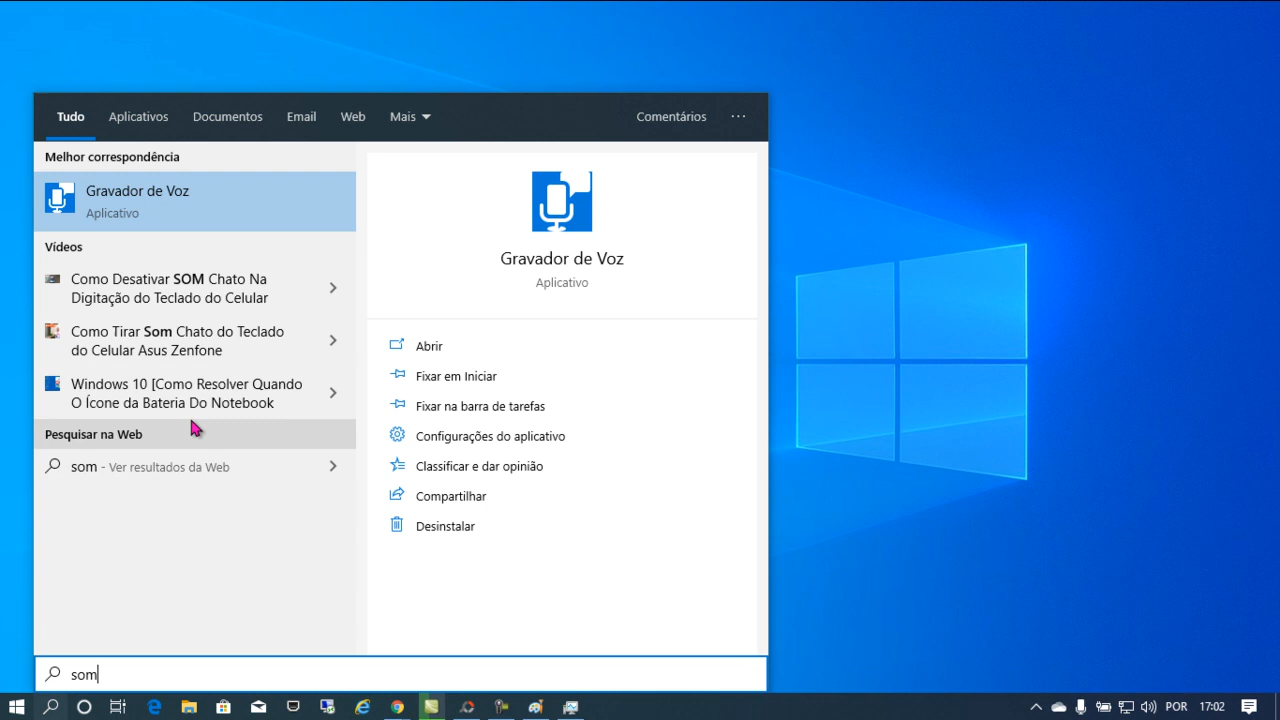 Tudo
Aplicativos
Documentos
Email
Web
Mais
Comentários
Melhor correspondência
Gravador de Voz
Aplicativo
Vídeos
Como Desativar SOM Chato Na
Digitação do Teclado do Celular
Como Tirar Som Chato do Teclado
do Celular Asus Zenfone
Windows 10 [Como Resolver Quando
O Ícone da Bateria Do Notebook
Pesquisar na Web
som - Ver resultados da Web
Gravador de Voz
Aplicativo
Abrir
Fixar em Iniciar
Fixar na barra de tarefas
Configurações do aplicativo
Classificar e dar opinião
Compartilhar
Desinstalar
som
POR
17:02